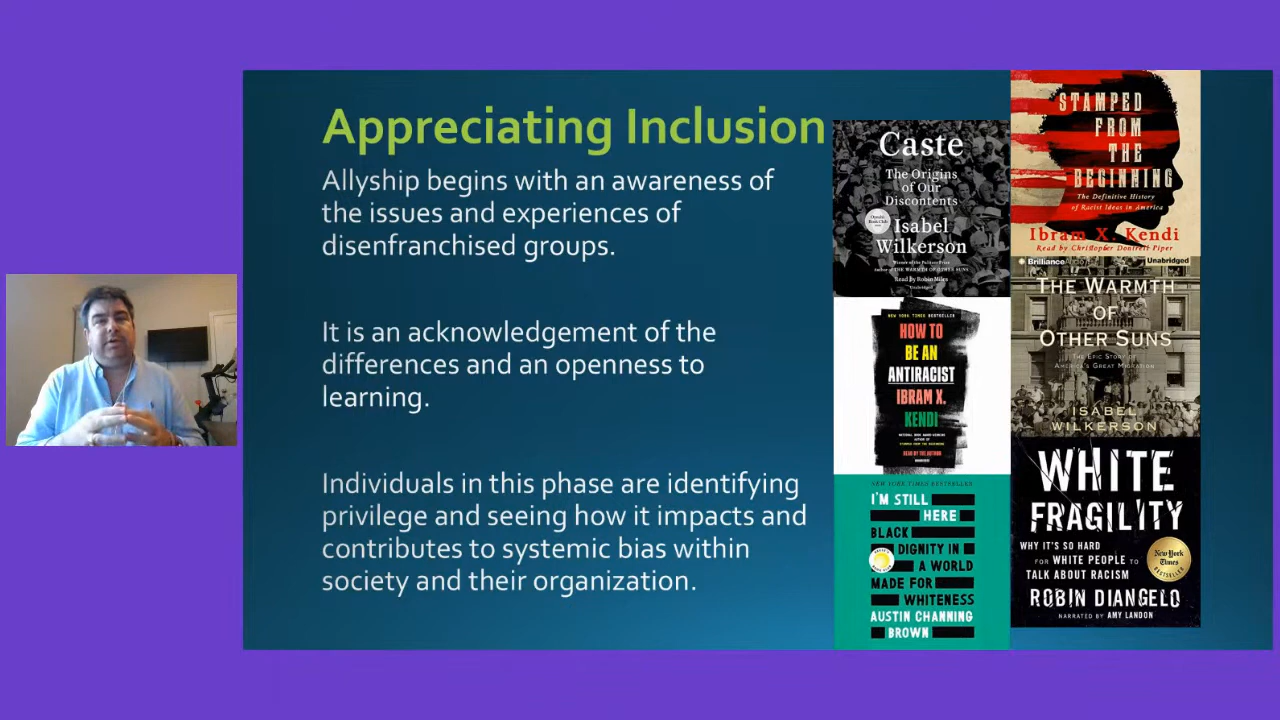 Appreciating Inclusion
Allyship begins with an awareness of
the issues and experiences of
disenfranchised groups.
It is an acknowledgement of the
differences and an openness to
learning.
Individuals in this phase are identifying
privilege and seeing how it impacts and
contributes to systemic bias within
society and their organization.
Caste
The Origins
of Our
Discontents
Isabel
Wilkerson
Winner of the Pulitzer Prize
author of THE WARMTH OF OTHER SUNS
Read by Robin Miles
Unabridged
NEW YORK TIMES BESTSELLER
HOW TO
BE AN
ANTIRACIST
IBRAM X.
KENDI
NATIONAL BOOK AWARD-WINNING
AUTHOR OF
STAMPED FROM THE BEGINNING
READ BY THE AUTHOR
UNABRIDGED
NEW YORK TIMES BESTSELLER
I'M STILL
HERE
BLACK
DIGNITY IN
A WORLD
MADE FOR
WHITENESS
AUSTIN CHANNING
BROWN
STAMPED
FROM
THE
BEGINNING
The Definitive History
of Racist Ideas in America
Ibram X. Kendi
Read by Christopher Dontrell Piper
Brilliance Audio Unabridged
THE WARMTH
OF
OTHER SUNS
THE EPIC STORY OF
AMERICA'S GREAT MIGRATION
ISABEL
WILKERSON
WHITE
FRAGILITY
WHY IT'S SO HARD
FOR WHITE PEOPLE TO
TALK ABOUT RACISM
New York
Times
BESTSELLER
ROBIN DIANGELO
NARRATED BY AMY LANDON